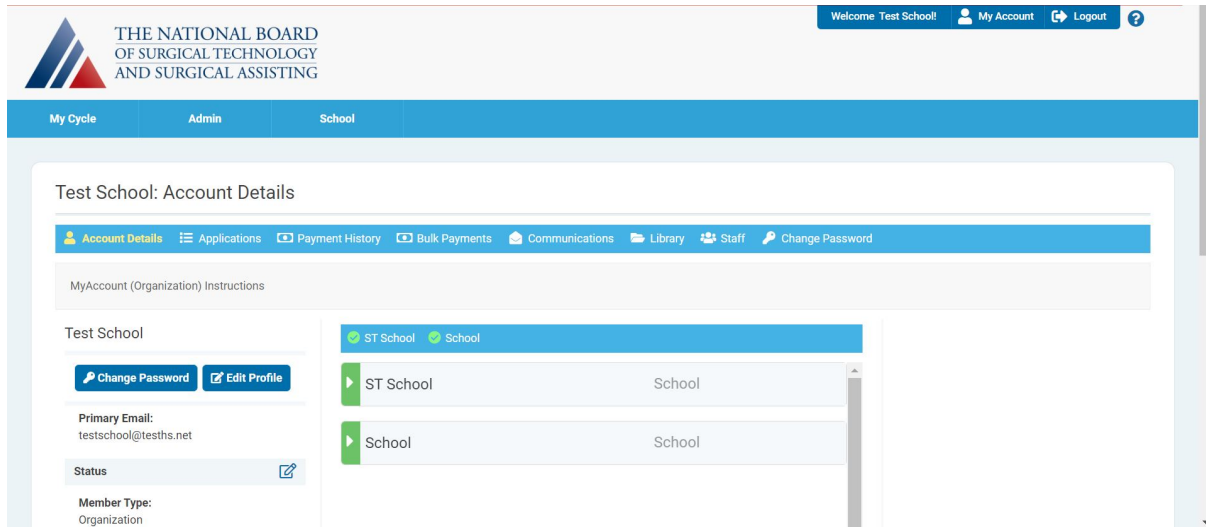 Welcome Test School! My Account Logout ?
THE NATIONAL BOARD
OF SURGICAL TECHNOLOGY
AND SURGICAL ASSISTING
My Cycle Admin School
Test School: Account Details
Account Details Applications Payment History Bulk Payments Communications Library Staff Change Password
MyAccount (Organization) Instructions
Test School
Change Password Edit Profile
Primary Email:
testschool@tesths.net
Status
Member Type:
Organization
ST School School
ST School School
School School